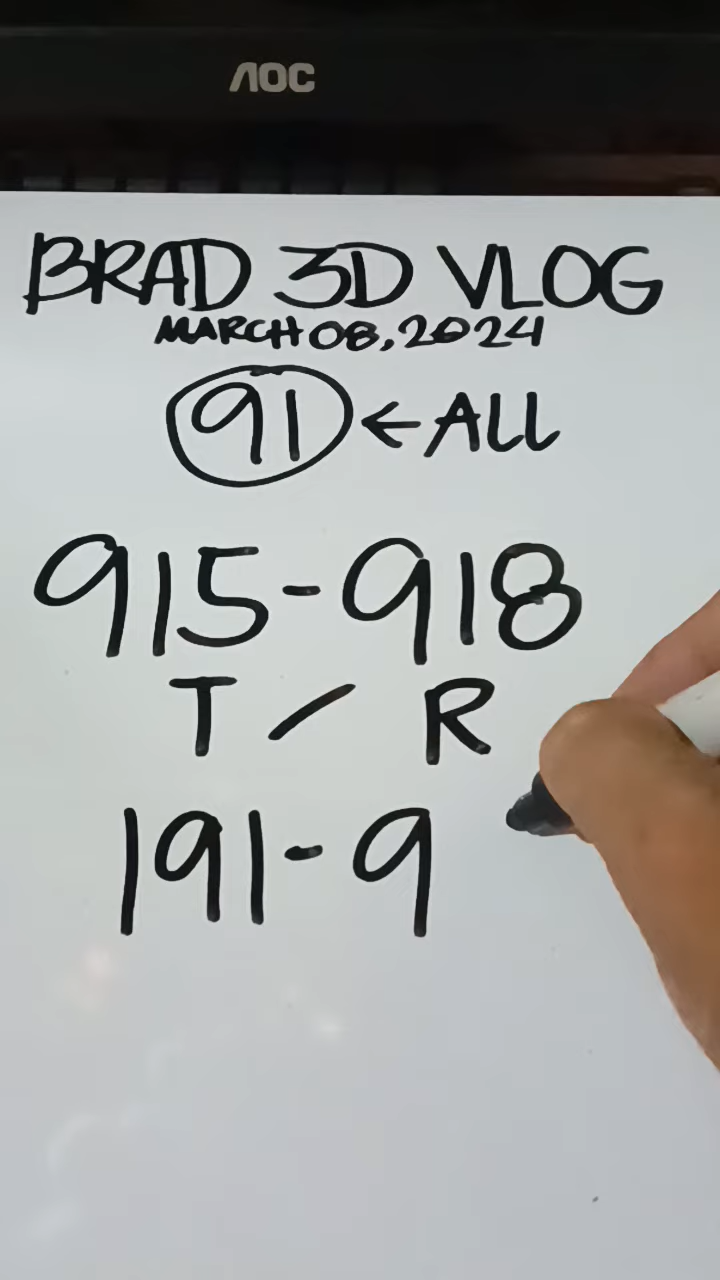 AOC
BRAD 3D VLOG
MARCH 08, 2024
91 ← ALL
915-918
T / R
191-9